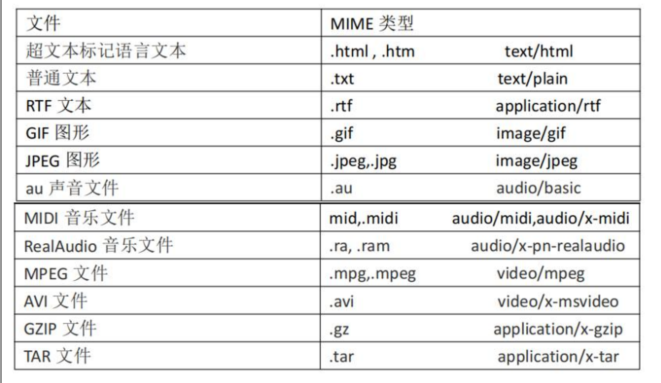 文件 MIME 类型
超文本标记语言文本 .html , .htm text/html
普通文本 .txt text/plain
RTF 文本 .rtf application/rtf
GIF 图形 .gif image/gif
JPEG 图形 .jpeg,.jpg image/jpeg
au 声音文件 .au audio/basic
MIDI 音乐文件 mid,.midi audio/midi,audio/x-midi
RealAudio 音乐文件 .ra, .ram audio/x-pn-realaudio
MPEG 文件 .mpg,.mpeg video/mpeg
AVI 文件 .avi video/x-msvideo
GZIP 文件 .gz application/x-gzip
TAR 文件 .tar application/x-tar